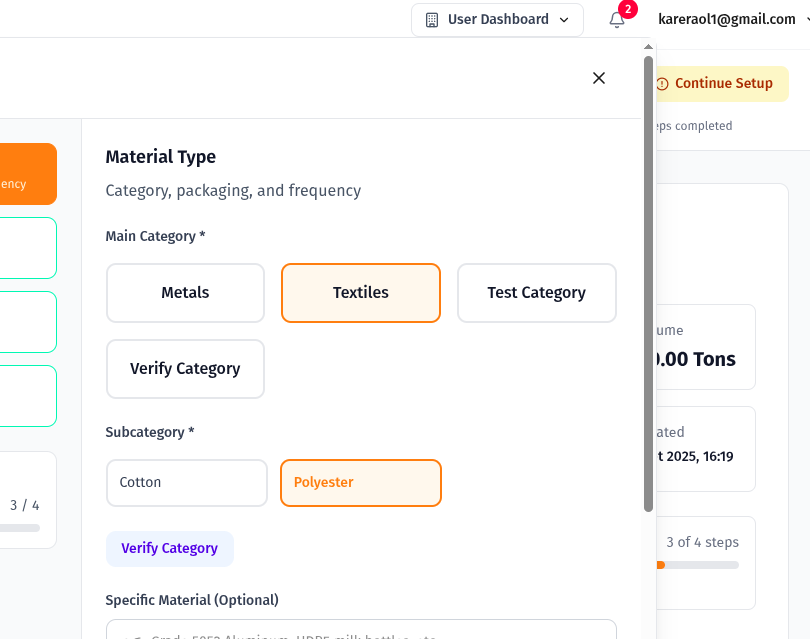 User Dashboard
2
kareraol1@gmail.com
Continue Setup
eps completed
ency
Material Type
Category, packaging, and frequency
Main Category *
Metals
Textiles
Test Category
Verify Category
Subcategory *
Cotton
Polyester
Verify Category
Specific Material (Optional)
3 / 4
ume
0.00 Tons
ated
t 2025, 16:19
3 of 4 steps